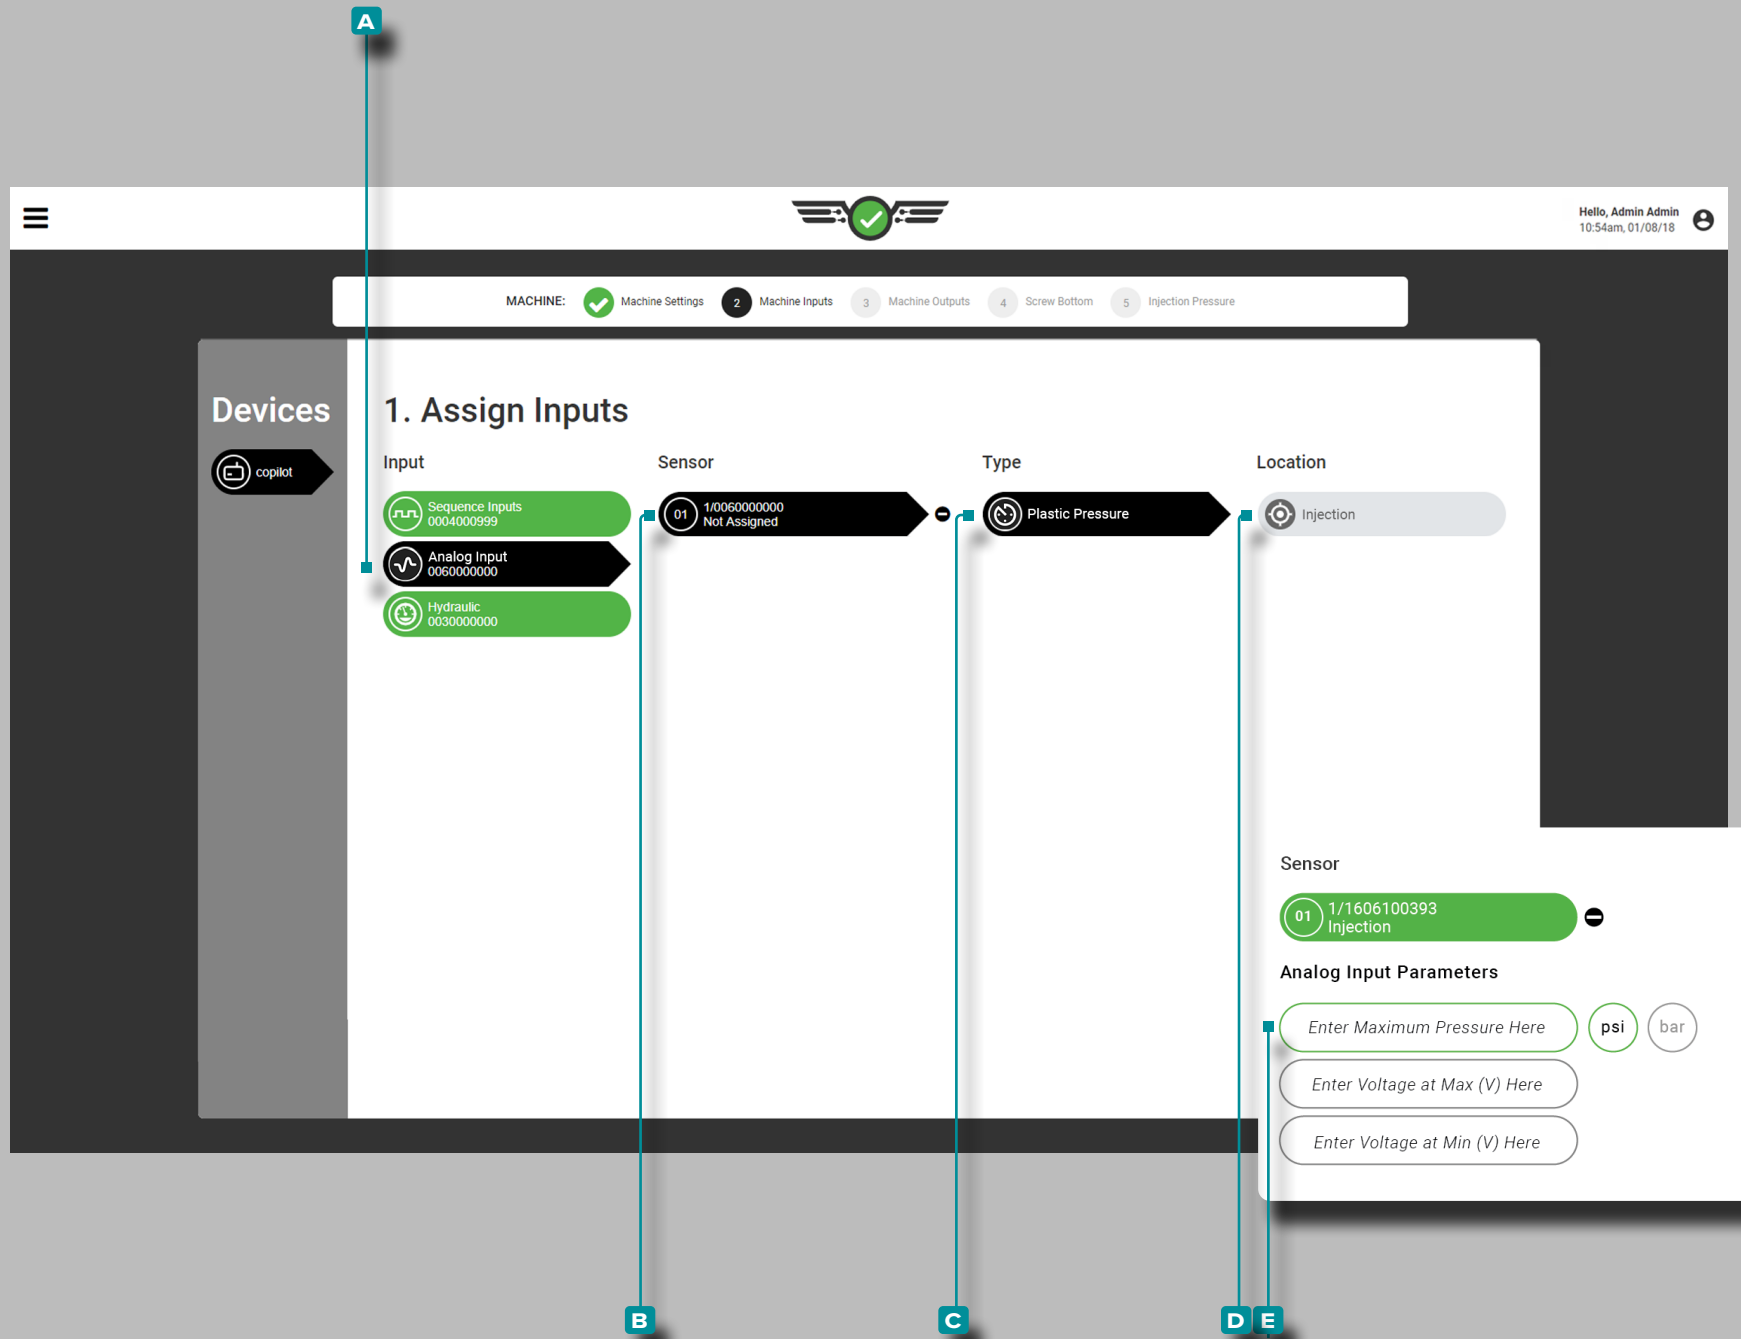 A
Hello, Admin Admin
10:54am, 01/08/18
MACHINE:
Machine Settings
2
Machine Inputs
3
Machine Outputs
4
Screw Bottom
5
Injection Pressure
Devices
copilot
1. Assign Inputs
Input
Sensor
Type
Location
Sequence Inputs
0004000999
Analog Input
0060000000
Hydraulic
0030000000
01
1/0060000000
Not Assigned
Plastic Pressure
Injection
Sensor
01
1/1606100393
Injection
Analog Input Parameters
Enter Maximum Pressure Here
psi
bar
Enter Voltage at Max (V) Here
Enter Voltage at Min (V) Here
B
C
D
E